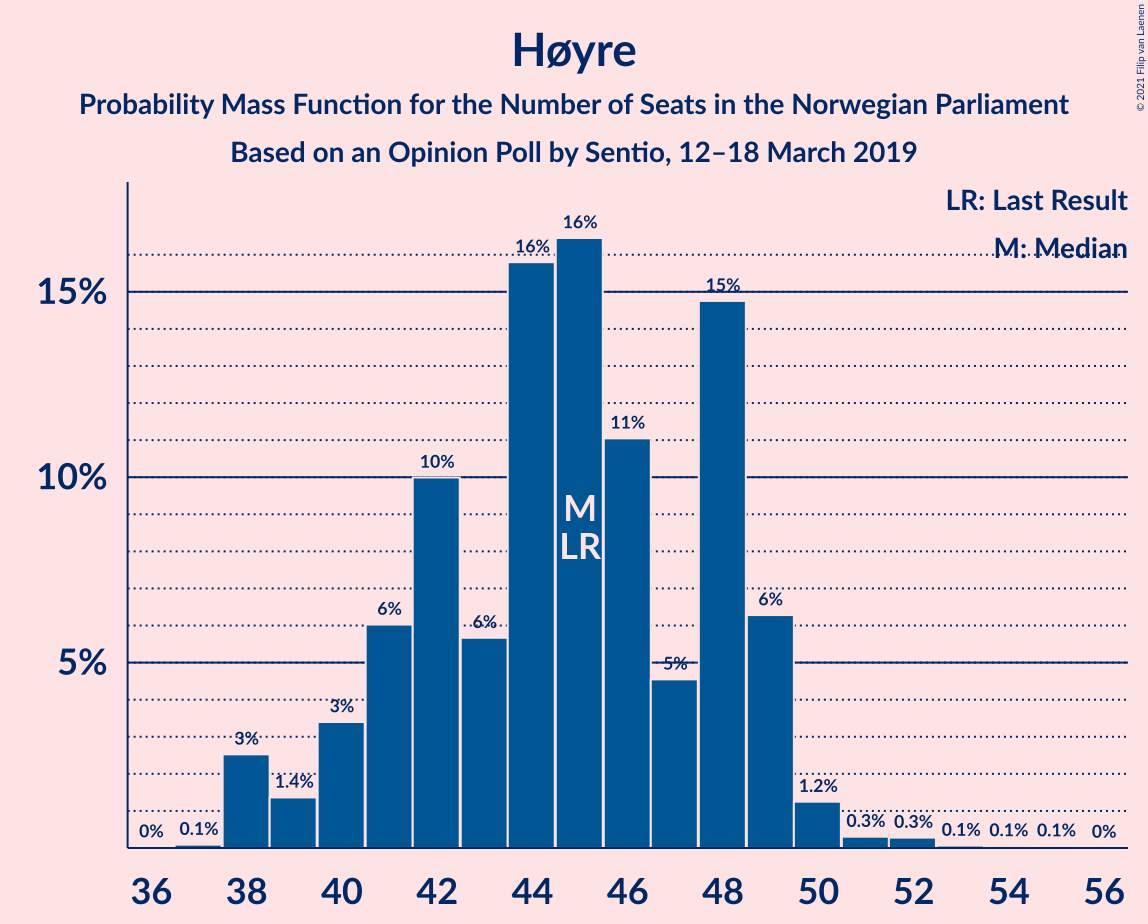 Høyre
Probability Mass Function for the Number of Seats in the Norwegian Parliament
Based on an Opinion Poll by Sentio, 12–18 March 2019
© 2021 Filip van Laenen
LR: Last Result
M: Median
15%
10%
5%
0%
0.1%
3%
1.4%
3%
6%
10%
6%
16%
16%
11%
5%
15%
6%
1.2%
0.3%
0.3%
0.1%
0.1%
0.1%
0%
M
LR
36 38 40 42 44 46 48 50 52 54 56